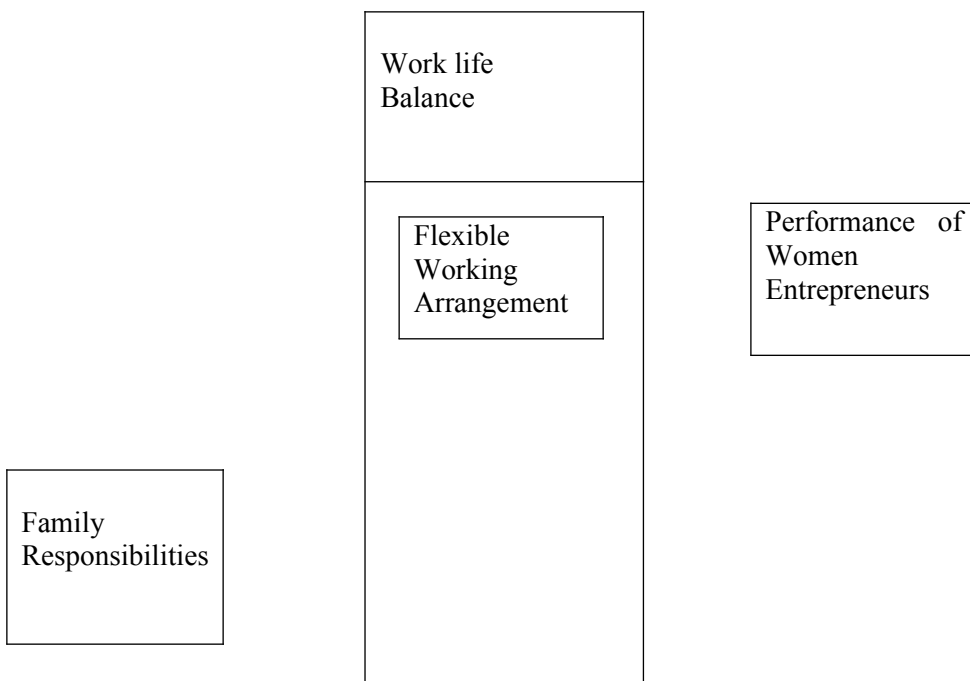 Work life
Balance
Flexible
Working
Arrangement
Performance of
Women
Entrepreneurs
Family
Responsibilities